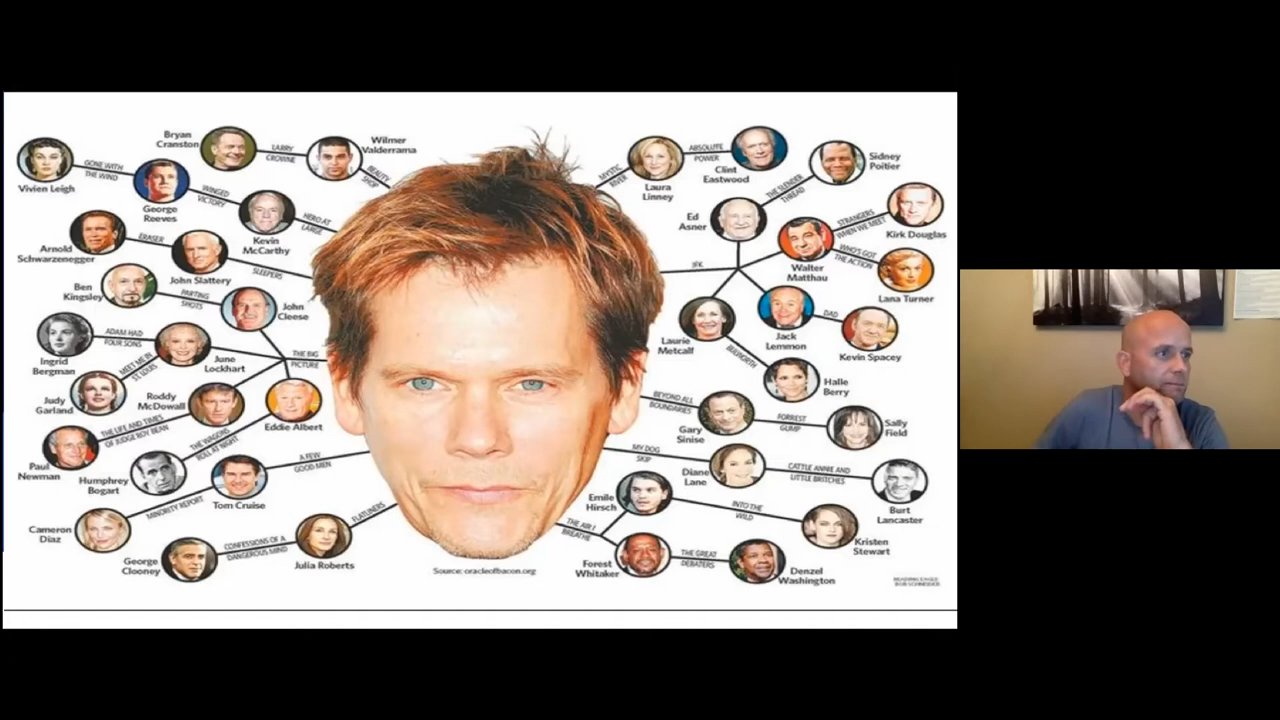 Bryan
Cranston
LARRY
CROWNE
Wilmer
Valderrama
BEAUTY
SHOP
Vivien Leigh
GONE WITH
THE WIND
George
Reeves
WINGED
VICTORY
Kevin
McCarthy
HERO AT
LARGE
Arnold
Schwarzenegger
ERASER
John Slattery
SLEEPERS
Ben
Kingsley
PARTING
SHOTS
John
Cleese
Ingrid
Bergman
ADAM HAD
FOUR SONS
June
Lockhart
THE BIG
PICTURE
Judy
Garland
MEET ME IN
ST. LOUIS
Roddy
McDowall
Eddie Albert
Paul
Newman
THE LIFE AND TIMES
OF JUDGE ROY BEAN
Humphrey
Bogart
THE WAGONS
ROLL AT NIGHT
Tom Cruise
A FEW
GOOD MEN
Cameron
Diaz
MINORITY REPORT
George
Clooney
CONFESSIONS OF A
DANGEROUS MIND
Julia Roberts
FLATLINERS
Source: oracleofbacon.org
MYSTIC
RIVER
Laura
Linney
ABSOLUTE
POWER
Clint
Eastwood
Sidney
Poitier
THE SLENDER
THREAD
Ed
Asner
JFK
Walter
Matthau
STRANGERS
WHEN WE MEET
Kirk Douglas
WHO'S GOT
THE ACTION
Lana Turner
Laurie
Metcalf
BULWORTH
Halle
Berry
Jack
Lemmon
DAD
Kevin Spacey
BEYOND ALL
BOUNDARIES
Gary
Sinise
FORREST
GUMP
Sally
Field
MY DOG
SKIP
Diane
Lane
CATTLE ANNIE AND
LITTLE BRITCHES
Burt
Lancaster
THE AIR I
BREATHE
Emile
Hirsch
INTO THE
WILD
Kristen
Stewart
Forest
Whitaker
THE GREAT
DEBATERS
Denzel
Washington
READING EAGLE: